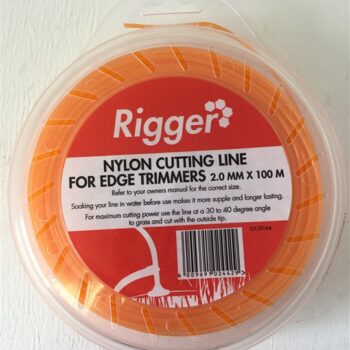 Rigger
NYLON CUTTING LINE
FOR EDGE TRIMMERS 2.0 MM X 100 M
Refer to your owners manual for the correct size.
Soaking your line in water before use makes it more supple and longer lasting.
For maximum cutting power use the line at a 30 to 40 degree angle
to grass and cut with the outside tip.